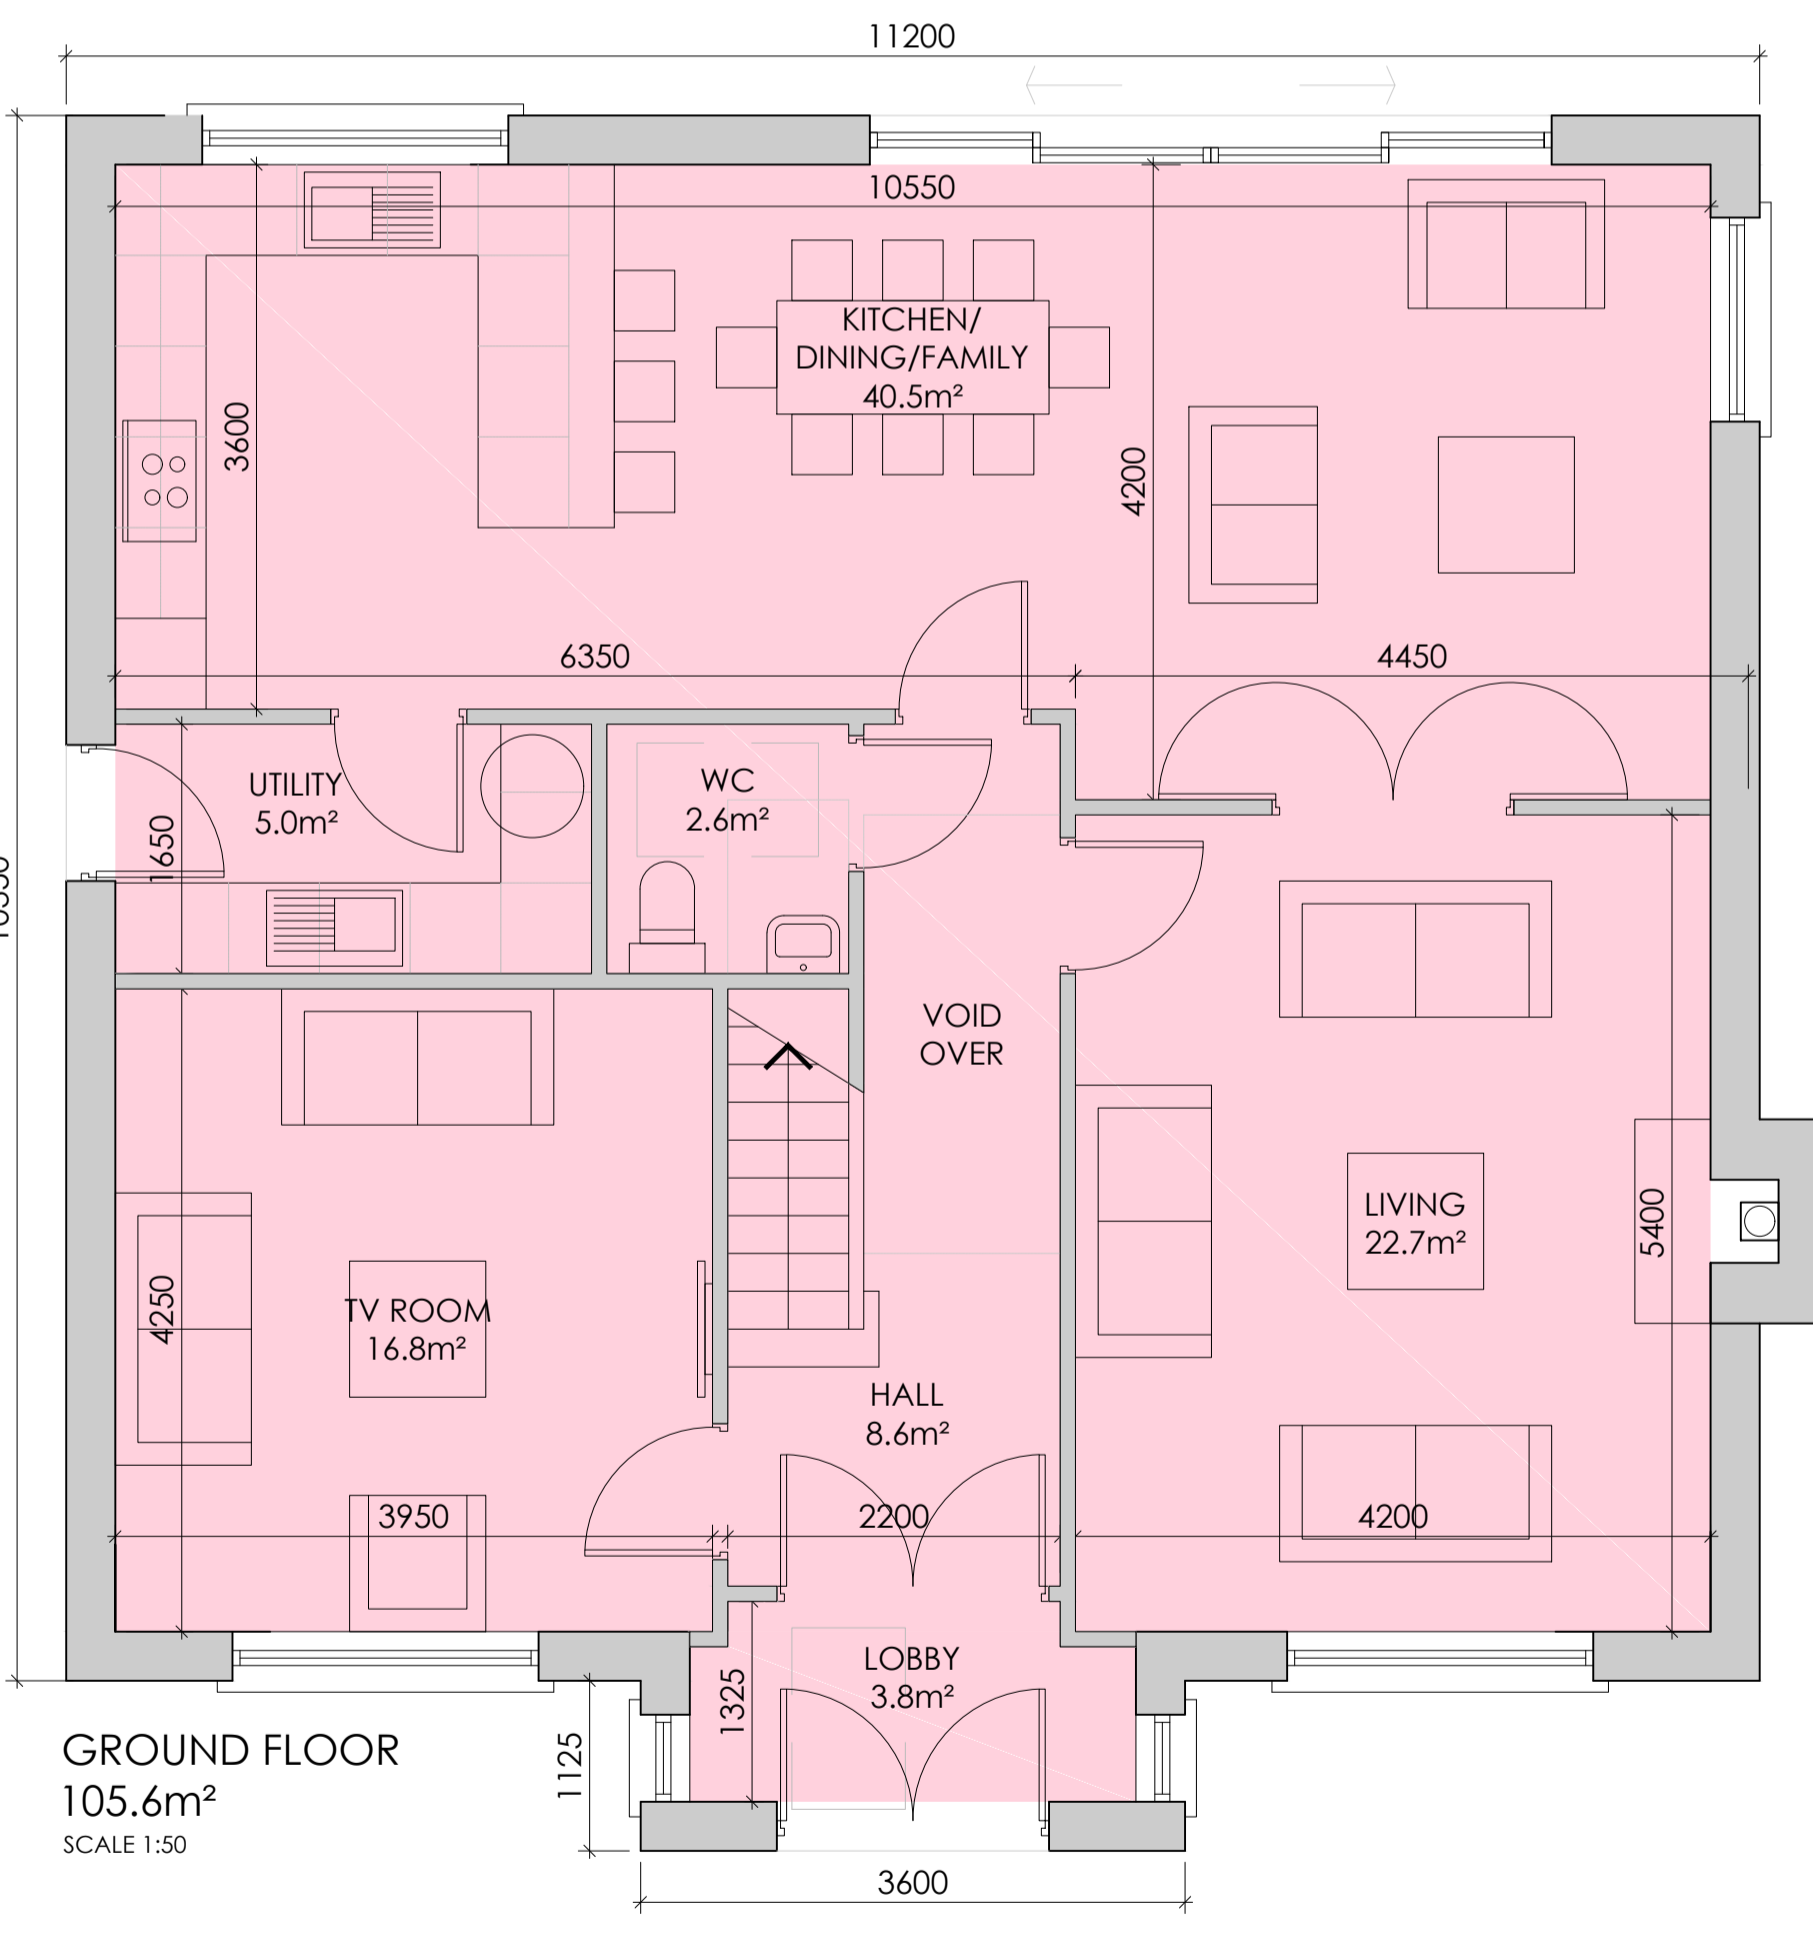 11200
10550
KITCHEN/
DINING/FAMILY
40.5m²
3600
4200
6350
4450
UTILITY
5.0m²
1650
WC
2.6m²
VOID
OVER
LIVING
22.7m²
5400
TV ROOM
16.8m²
4250
HALL
8.6m²
3950
2200
4200
LOBBY
3.8m²
1325
1125
3600
GROUND FLOOR
105.6m²
SCALE 1:50